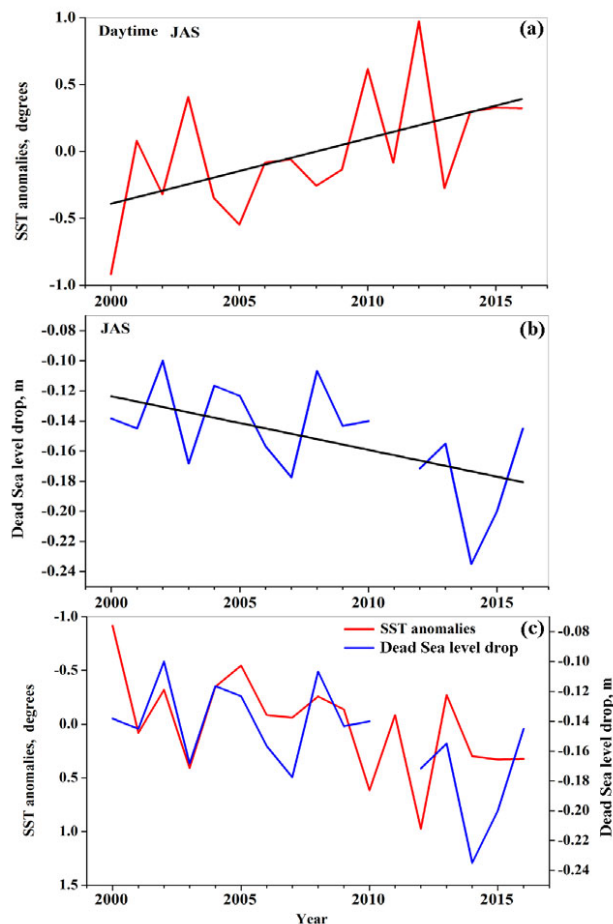 Daytime JAS
(a)
SST anomalies, degrees
1.0
0.5
0.0
-0.5
-1.0
2000 2005 2010 2015
JAS
(b)
Dead Sea level drop, m
-0.08
-0.10
-0.12
-0.14
-0.16
-0.18
-0.20
-0.22
-0.24
2000 2005 2010 2015
(c)
SST anomalies
Dead Sea level drop
SST anomalies, degrees
-1.0
-0.5
0.0
0.5
1.0
1.5
Dead Sea level drop, m
-0.08
-0.10
-0.12
-0.14
-0.16
-0.18
-0.20
-0.22
-0.24
2000 2005 2010 2015
Year